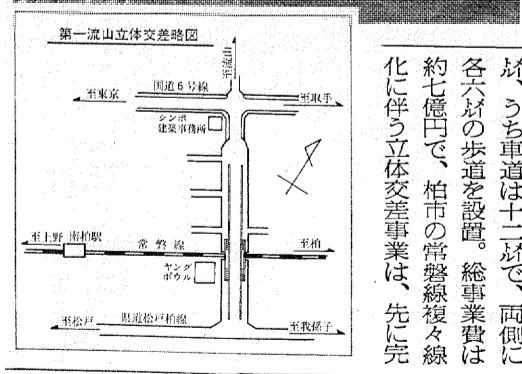 第一流山立体交差略図
至流山
国道6号線
至東京
至取手
シンポ
建築事務所
至上野
南柏駅
常磐線
至柏
ヤング
ボウル
至松戸
県道松戸柏線
至我孫子
㍍、うち車道は十二㍍で、両側に
各六㍍の歩道を設置。総事業費は
約七億円で、柏市の常磐線複々線
化に伴う立体交差事業は、先に完